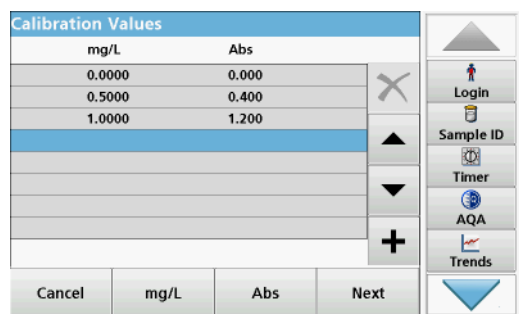 Calibration Values
mg/L Abs
0.0000 0.000
0.5000 0.400
1.0000 1.200
Login
Sample ID
Timer
AQA
Trends
Cancel mg/L Abs Next